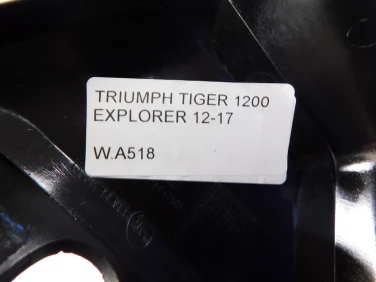 TRIUMPH TIGER 1200
EXPLORER 12-17
W.A518